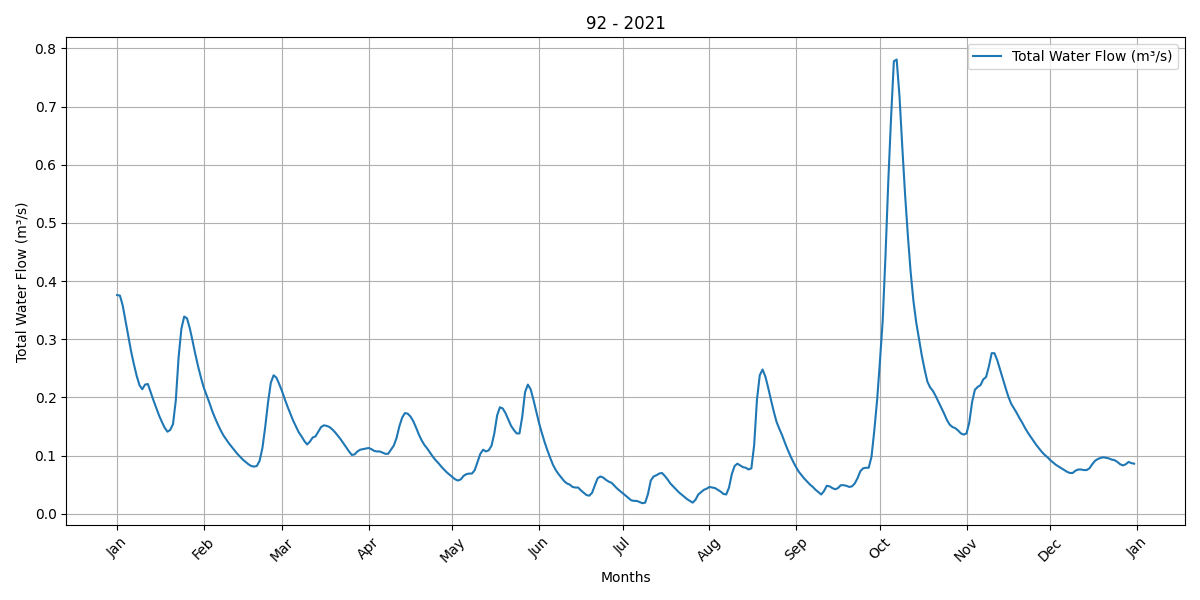 92 - 2021
Total Water Flow (m³/s)
Total Water Flow (m³/s)
0.8
0.7
0.6
0.5
0.4
0.3
0.2
0.1
0.0
Jan
Feb
Mar
Apr
May
Jun
Jul
Aug
Sep
Oct
Nov
Dec
Jan
Months